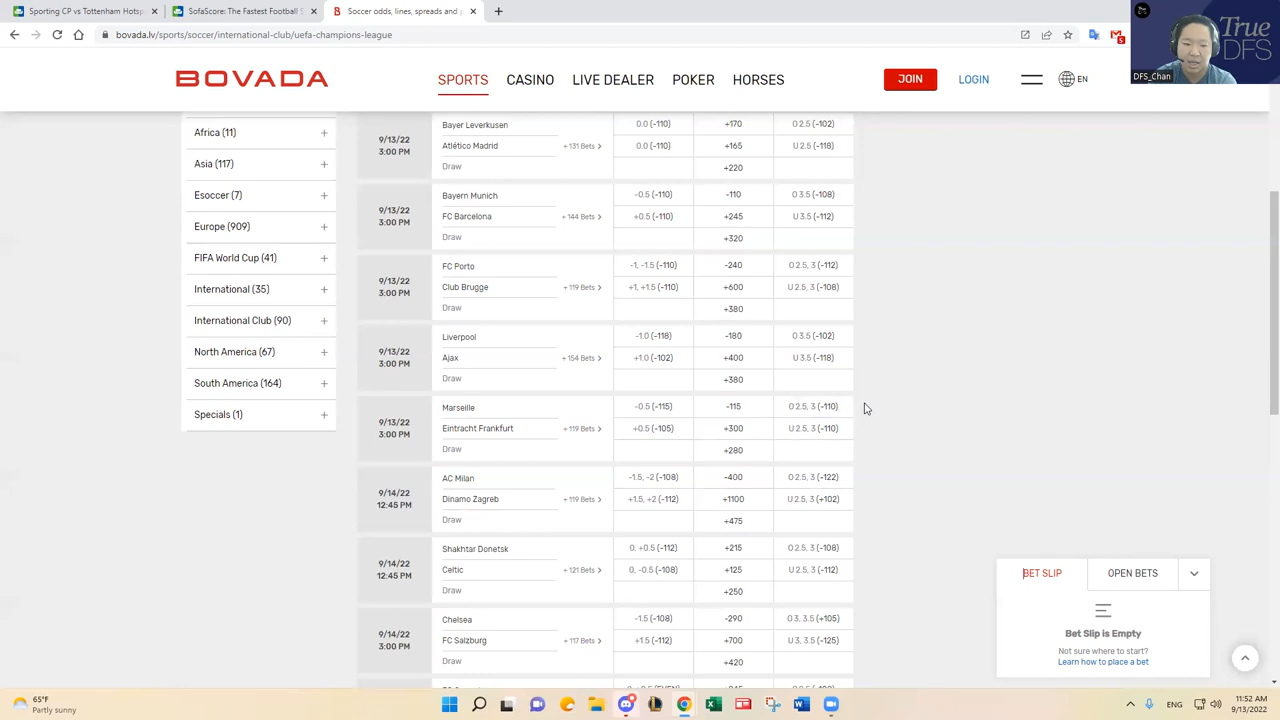 Sporting CP vs Tottenham Hotsp
SofaScore: The Fastest Football S
Soccer odds, lines, spreads and p
bovada.lv/sports/soccer/international-club/uefa-champions-league
True
DFS
DFS_Chan
BOVADA
SPORTS CASINO LIVE DEALER POKER HORSES
JOIN
LOGIN
EN
Africa (11) +
Asia (117) +
Esoccer (7) +
Europe (909) +
FIFA World Cup (41) +
International (35) +
International Club (90) +
North America (67) +
South America (164) +
Specials (1) +
9/13/22
3:00 PM
Bayer Leverkusen 0.0 (-110) +170 O 2.5 (-102)
Atlético Madrid + 131 Bets > 0.0 (-110) +165 U 2.5 (-118)
Draw +220
9/13/22
3:00 PM
Bayern Munich -0.5 (-110) -110 O 3.5 (-108)
FC Barcelona + 144 Bets > +0.5 (-110) +245 U 3.5 (-112)
Draw +320
9/13/22
3:00 PM
FC Porto -1, -1.5 (-110) -240 O 2.5, 3 (-112)
Club Brugge + 119 Bets > +1, +1.5 (-110) +600 U 2.5, 3 (-108)
Draw +380
9/13/22
3:00 PM
Liverpool -1.0 (-118) -180 O 3.5 (-102)
Ajax + 154 Bets > +1.0 (-102) +400 U 3.5 (-118)
Draw +380
9/13/22
3:00 PM
Marseille -0.5 (-115) -115 O 2.5, 3 (-110)
Eintracht Frankfurt + 119 Bets > +0.5 (-105) +300 U 2.5, 3 (-110)
Draw +280
9/14/22
12:45 PM
AC Milan -1.5, -2 (-108) -400 O 2.5, 3 (-122)
Dinamo Zagreb + 119 Bets > +1.5, +2 (-112) +1100 U 2.5, 3 (+102)
Draw +475
9/14/22
12:45 PM
Shakhtar Donetsk 0, +0.5 (-112) +215 O 2.5, 3 (-108)
Celtic + 121 Bets > 0, -0.5 (-108) +125 U 2.5, 3 (-112)
Draw +250
9/14/22
3:00 PM
Chelsea -1.5 (-108) -290 O 3, 3.5 (+105)
FC Salzburg + 117 Bets > +1.5 (-112) +700 U 3, 3.5 (-125)
Draw +420
BET SLIP
OPEN BETS
Bet Slip is Empty
Not sure where to start?
Learn how to place a bet
65°F
Partly sunny
ENG
11:52 AM
9/13/2022